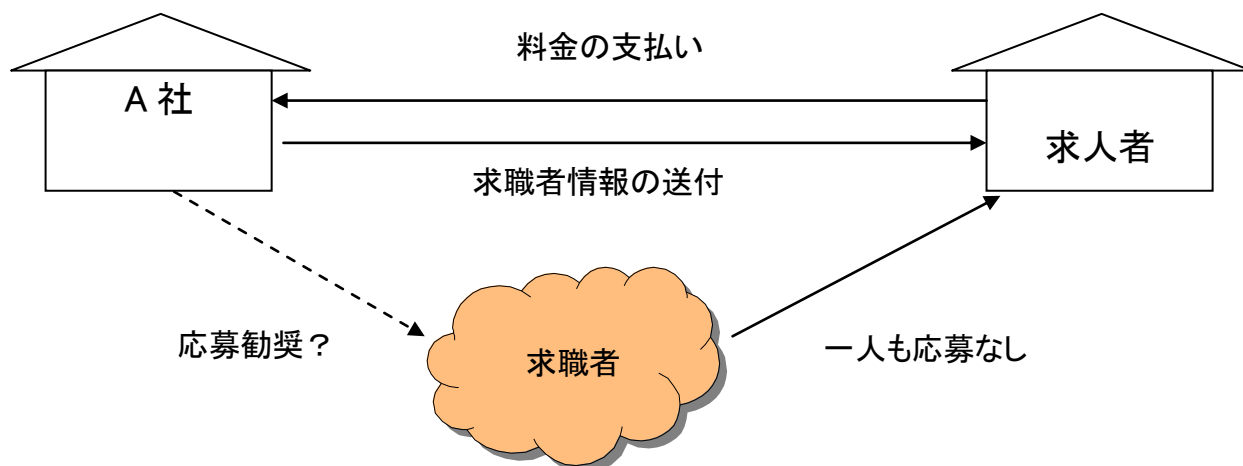 料金の支払い
A 社
求人者
求職者情報の送付
応募勧奨?
求職者
一人も応募なし